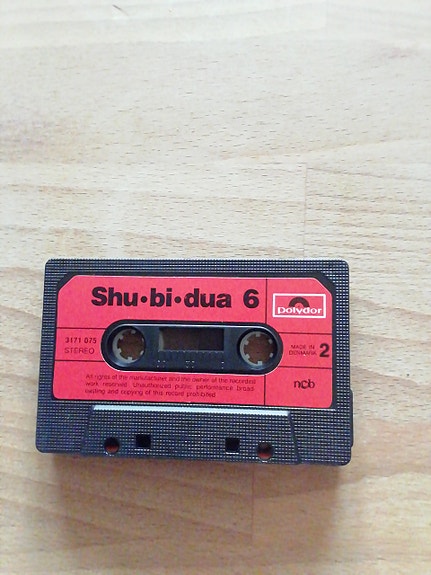 Shu·bi·dua 6
polydor
3171 075
STEREO
MADE IN
DENMARK
2
All rights of the manufacturer and the owner of the recorded
work reserved. Unauthorized public performance broad-
casting and copying of this record prohibited
ncb